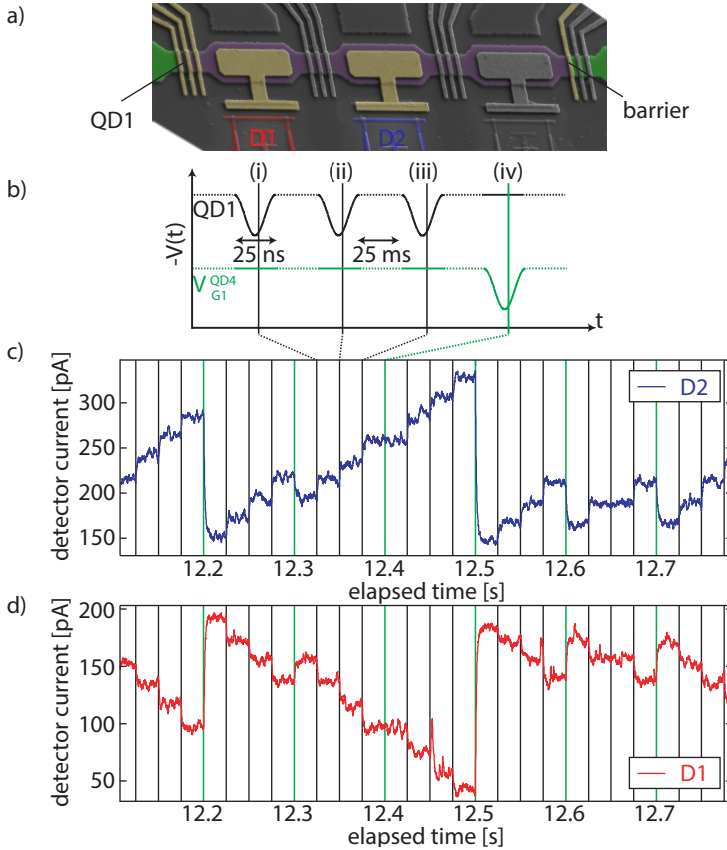 a)
QD1
D1
D2
barrier
b)
(i)
(ii)
(iii)
(iv)
QD1
-V(t)
25 ns
25 ms
V QD4 G1
t
c)
detector current [pA]
300
250
200
150
D2
12.2
12.3
12.4
12.5
12.6
12.7
elapsed time [s]
d)
detector current [pA]
200
150
100
50
D1
12.2
12.3
12.4
12.5
12.6
12.7
elapsed time [s]